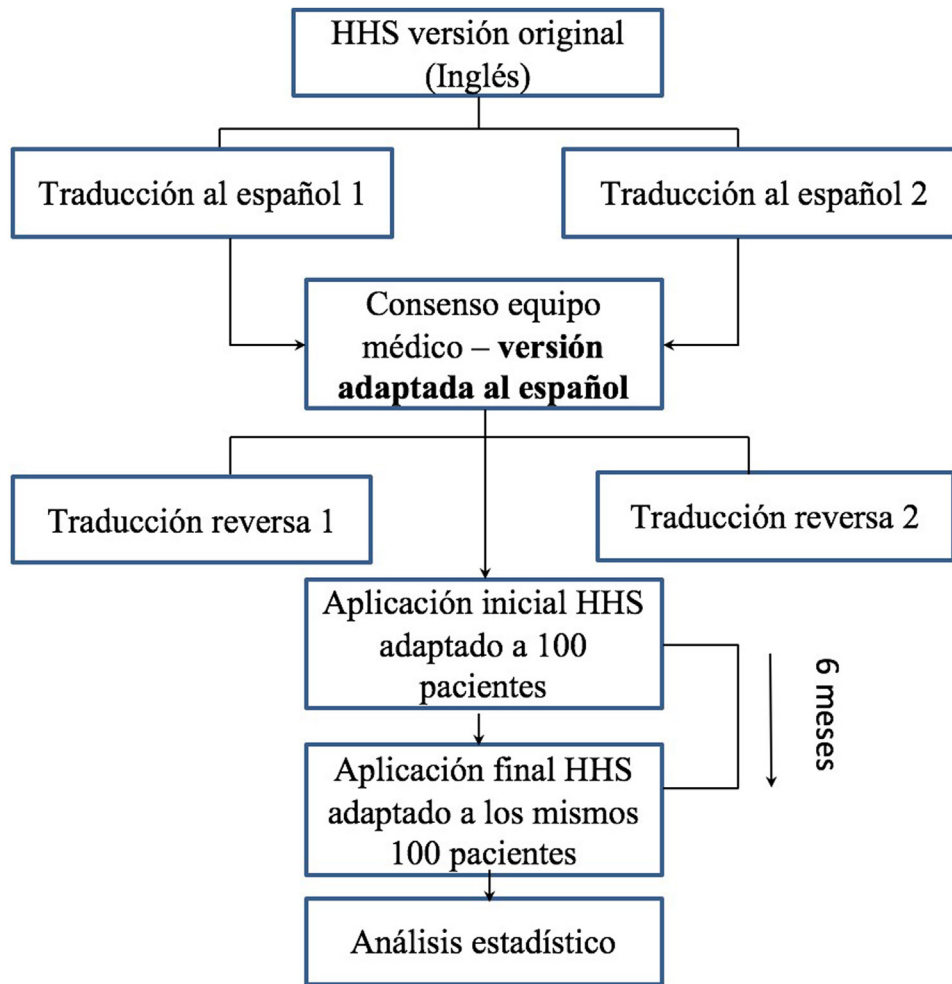 HHS versión original
(Inglés)
Traducción al español 1
Traducción al español 2
Consenso equipo
médico – versión
adaptada al español
Traducción reversa 1
Traducción reversa 2
Aplicación inicial HHS
adaptado a 100
pacientes
6 meses
Aplicación final HHS
adaptado a los mismos
100 pacientes
Análisis estadístico